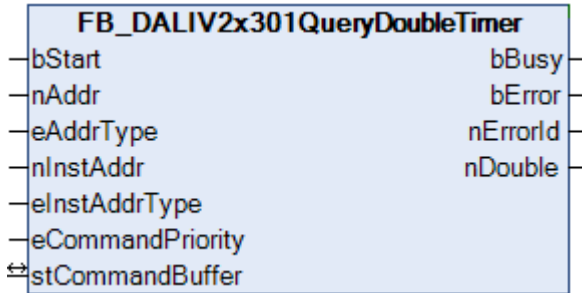 FB_DALIV2x301QueryDoubleTimer
bStart bBusy
nAddr bError
eAddrType nErrorId
nInstAddr nDouble
eInstAddrType
eCommandPriority
stCommandBuffer